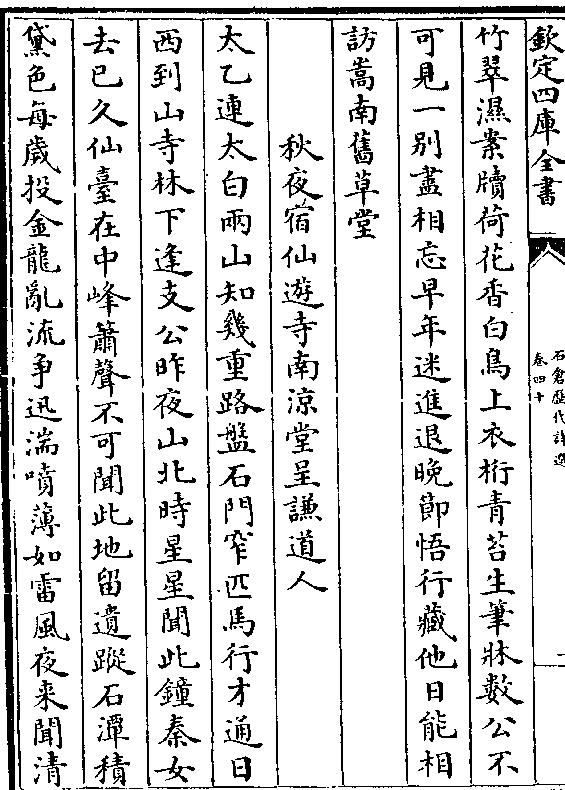 欽定四庫全書
石倉歷代詩選
卷四十
竹翠濕案牘荷花香白鳥上衣桁青苔生筆牀數公不
可見一別盡相忘早年迷進退晚節悟行藏他日能相
訪嵩南舊草堂
秋夜宿仙遊寺南涼堂呈謙道人
太乙連太白兩山知幾重路盤石門窄匹馬行才通日
西到山寺林下逢支公昨夜山北時星星聞此鐘秦女
去已久仙臺在中峰簫聲不可聞此地留遺蹤石潭積
黛色每歲投金龍亂流爭迅湍噴薄如雷風夜来聞清